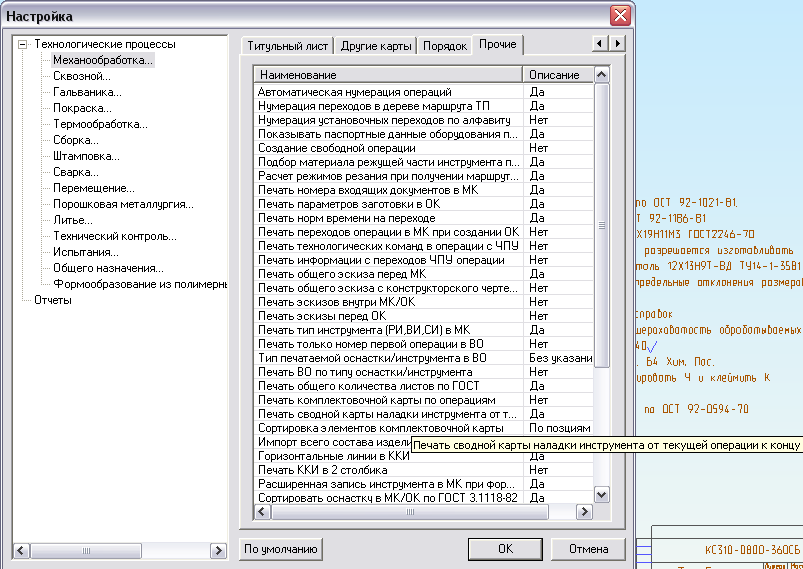 Настройка
Технологические процессы
Механообработка...
Сквозной...
Гальваника...
Покраска...
Термообработка...
Сборка...
Штамповка...
Сварка...
Перемещение...
Порошковая металлургия...
Литье...
Технический контроль...
Испытания...
Общего назначения...
Формообразование из полимерны
Отчеты
Титульный лист Другие карты Порядок Прочие
Наименование Описание
Автоматическая нумерация операций Да
Нумерация переходов в дереве маршрута ТП Да
Нумерация установочных переходов по алфавиту Нет
Показывать паспортные данные оборудования п... Да
Создание свободной операции Нет
Подбор материала режущей части инструмента п... Да
Расчет режимов резания при получении маршрут... Да
Печать номера входящих документов в МК Да
Печать параметров заготовки в ОК Да
Печать норм времени на переходе Да
Печать переходов операции в МК при создании ОК Нет
Печать технологических команд в операции с ЧПУ Нет
Печать информации с переходов ЧПУ операции Нет
Печать общего эскиза перед МК Да
Печать общего эскиза с конструкторского черте... Нет
Печать эскизов внутри МК/ОК Нет
Печать эскизы перед ОК Нет
Печать тип инструмента (РИ,ВИ,СИ) в МК Да
Печать только номер первой операции в ВО Нет
Тип печатаемой оснастки/инструмента в ВО Без указани
Печать ВО по типу оснастки/инструмента Нет
Печать общего количества листов по ГОСТ Да
Печать комплектовочной карты по операциям Нет
Печать сводной карты наладки инструмента от т... Да
Сортировка элементов комплектовочной карты По позциям
Импорт всего состава издели
Печать сводной карты наладки инструмента от текущей операции к концу
Горизонтальные линии в ККИ Да
Печать ККИ в 2 столбика Нет
Расширенная запись инструмента в МК при фор... Да
Сортировать оснастку в МК/ОК по ГОСТ 3.1118-82 Да
По умолчанию OK Отмена
по ОСТ 92-1021-81.
Т 92-1186-81
Х19Н11М3 ГОСТ2246-70
разрешается изготавливать
таль 12Х13Н9Т-ВД ТУ14-1-3581
предельные отклонения размера
справок
шероховатость обрабатываемых
40
. Б4 Хим. Пас.
ировать Ч и клеймить К
по ОСТ 92-0594-70
КС310-0800-360СБ